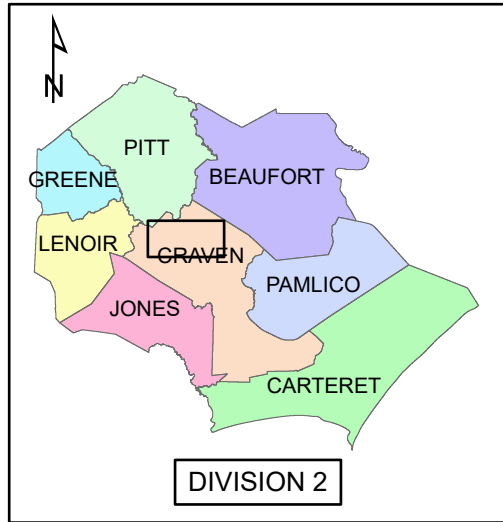 N
PITT
BEAUFORT
GREENE
LENOIR
CRAVEN
PAMLICO
JONES
CARTERET
DIVISION 2